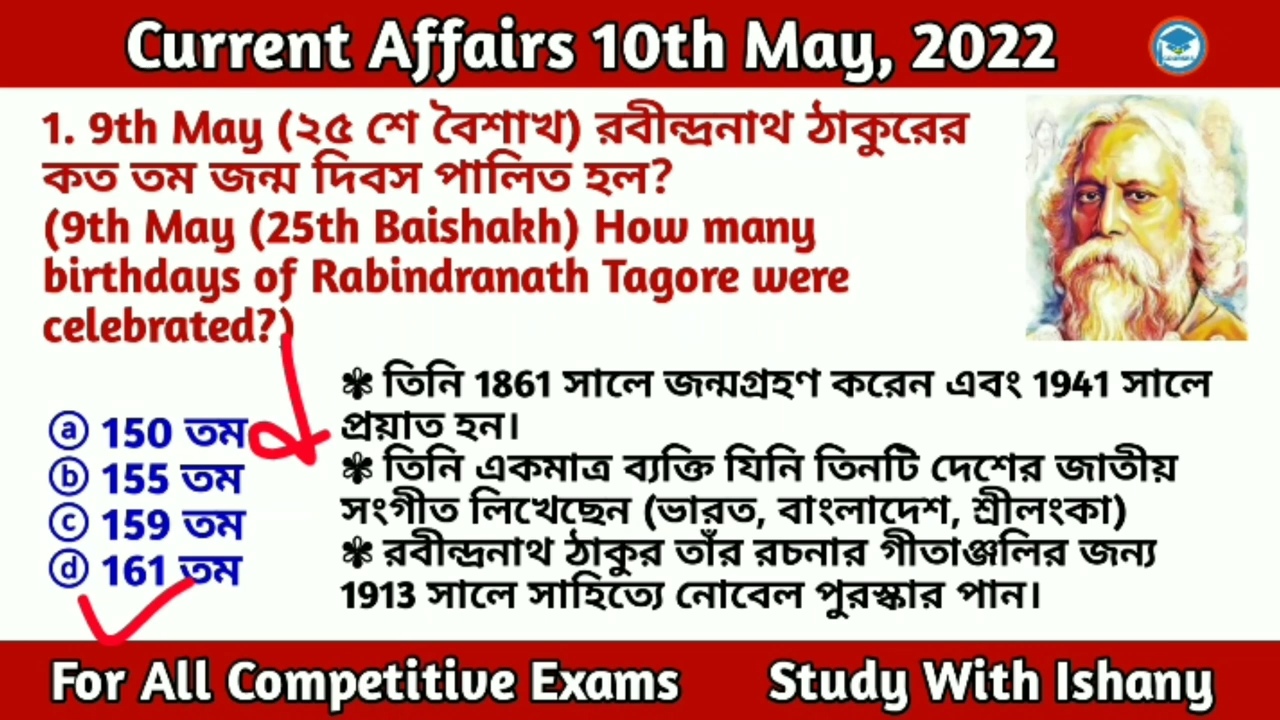 Current Affairs 10th May, 2022
1. 9th May (২৫ শে বৈশাখ) রবীন্দ্রনাথ ঠাকুরের
কত তম জন্ম দিবস পালিত হল?
(9th May (25th Baishakh) How many
birthdays of Rabindranath Tagore were
celebrated?)
ⓐ 150 তম
ⓑ 155 তম
ⓒ 159 তম
ⓓ 161 তম
✾ তিনি 1861 সালে জন্মগ্রহণ করেন এবং 1941 সালে
প্রয়াত হন।
✾ তিনি একমাত্র ব্যক্তি যিনি তিনটি দেশের জাতীয়
সংগীত লিখেছেন (ভারত, বাংলাদেশ, শ্রীলংকা)
✾ রবীন্দ্রনাথ ঠাকুর তাঁর রচনার গীতাঞ্জলির জন্য
1913 সালে সাহিত্যে নোবেল পুরস্কার পান।
For All Competitive Exams
Study With Ishany